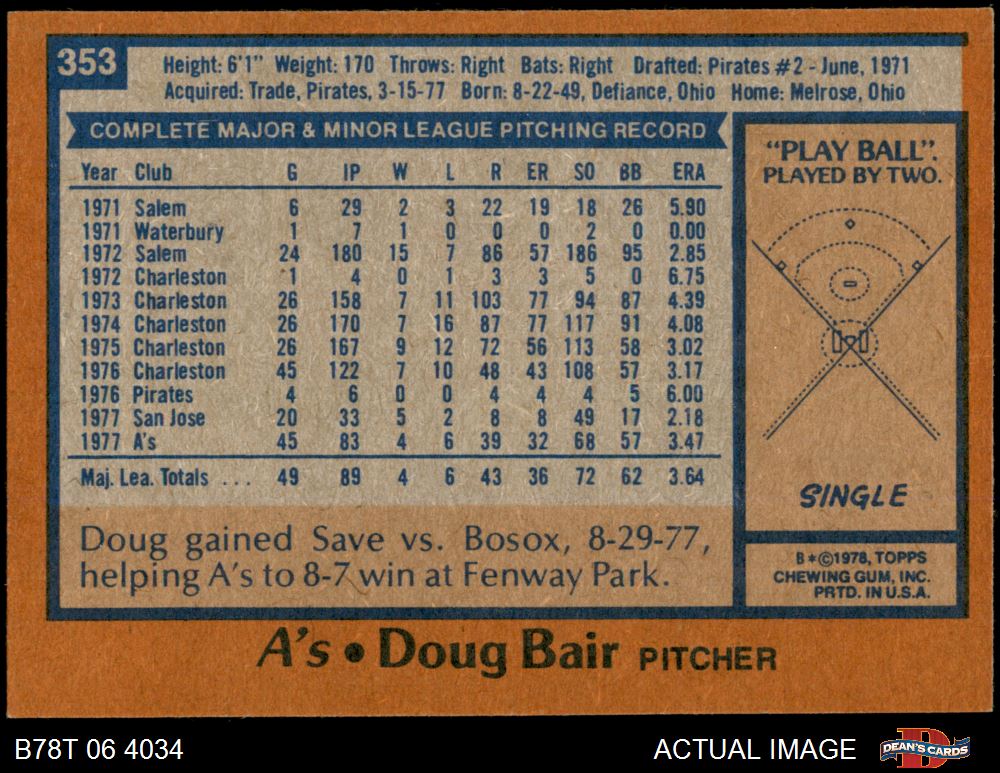 353
Height: 6'1" Weight: 170 Throws: Right Bats: Right Drafted: Pirates #2 - June, 1971
Acquired: Trade, Pirates, 3-15-77 Born: 8-22-49, Defiance, Ohio Home: Melrose, Ohio
COMPLETE MAJOR & MINOR LEAGUE PITCHING RECORD
Year Club G IP W L R ER SO BB ERA
1971 Salem 6 29 2 3 22 19 18 26 5.90
1971 Waterbury 1 7 1 0 0 0 2 0 0.00
1972 Salem 24 180 15 7 86 57 186 95 2.85
1972 Charleston 1 4 0 1 3 3 5 0 6.75
1973 Charleston 26 158 7 11 103 77 94 87 4.39
1974 Charleston 26 170 7 16 87 77 117 91 4.08
1975 Charleston 26 167 9 12 72 56 113 58 3.02
1976 Charleston 45 122 7 10 48 43 108 57 3.17
1976 Pirates 4 6 0 0 4 4 4 5 6.00
1977 San Jose 20 33 5 2 8 8 49 17 2.18
1977 A's 45 83 4 6 39 32 68 57 3.47
Maj. Lea. Totals ... 49 89 4 6 43 36 72 62 3.64
Doug gained Save vs. Bosox, 8-29-77,
helping A's to 8-7 win at Fenway Park.
"PLAY BALL".
PLAYED BY TWO.
SINGLE
B*©1978, TOPPS
CHEWING GUM, INC.
PRTD. IN U.S.A.
A's • Doug Bair PITCHER
B78T 06 4034
ACTUAL IMAGE
D
DEAN'S CARDS